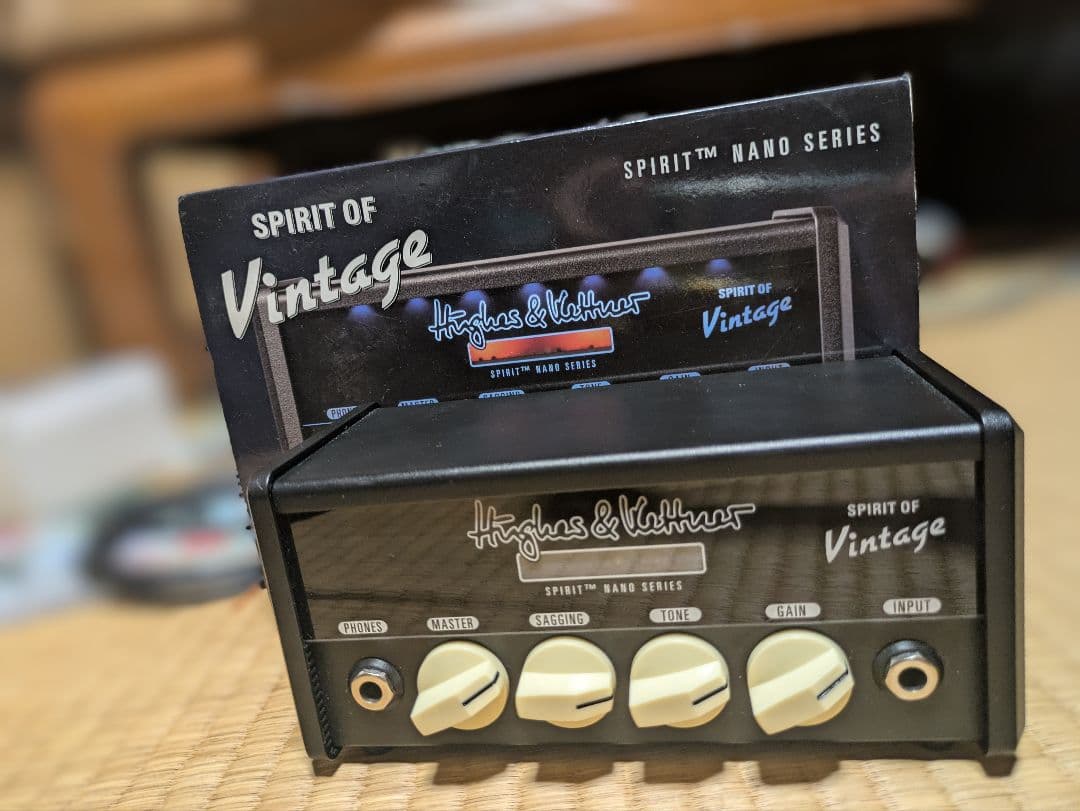 SPIRIT™ NANO SERIES
SPIRIT OF
Vintage
Hughes & Kettner
SPIRIT™ NANO SERIES
SPIRIT OF
Vintage
Hughes & Kettner
SPIRIT™ NANO SERIES
SPIRIT OF
Vintage
PHONES
MASTER
SAGGING
TONE
GAIN
INPUT